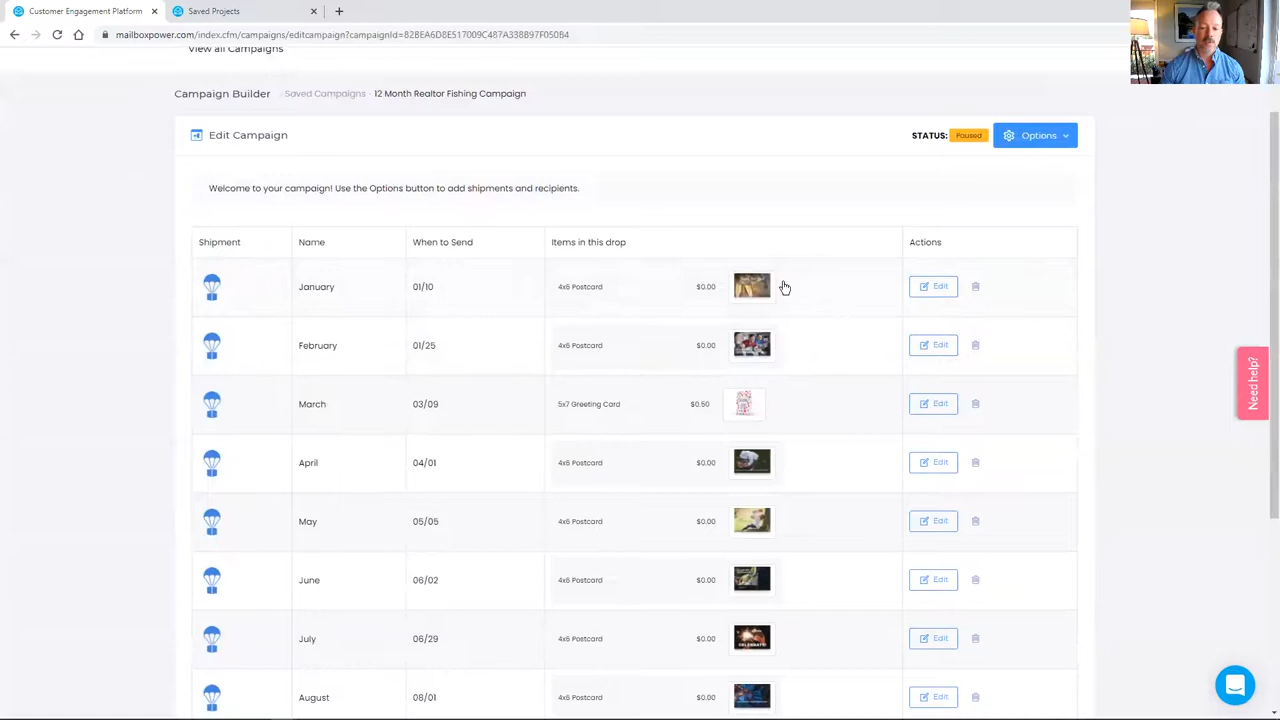 Customer Engagement Platform
Saved Projects
mailboxpower.com/index.cfm/campaigns/editcampaign?campaignId=
View all Campaigns
Campaign Builder Saved Campaigns - 12 Month Realtor Fishing Campaign
Edit Campaign
STATUS: Paused Options
Welcome to your campaign! Use the Options button to add shipments and recipients.
Shipment Name When to Send Items in this drop Actions
January 01/10 4x6 Postcard $0.00 Edit
February 01/25 4x6 Postcard $0.00 Edit
March 03/09 5x7 Greeting Card $0.50 Edit
April 04/01 4x6 Postcard $0.00 Edit
May 05/05 4x6 Postcard $0.00 Edit
June 06/02 4x6 Postcard $0.00 Edit
July 06/29 4x6 Postcard $0.00 CELEBRATE! Edit
August 08/01 4x6 Postcard $0.00 Edit
Need help?